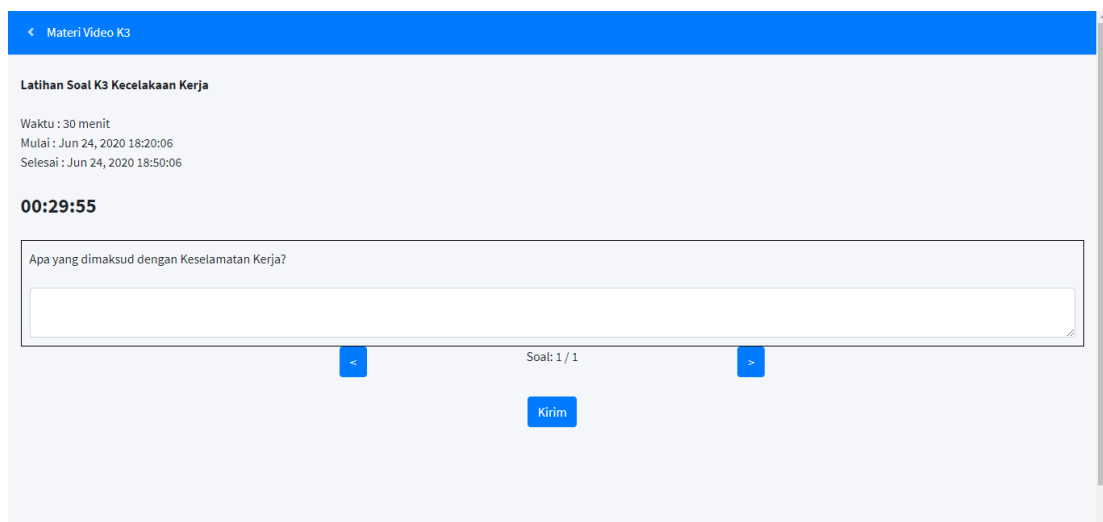 < Materi Video K3
Latihan Soal K3 Kecelakaan Kerja
Waktu : 30 menit
Mulai : Jun 24, 2020 18:20:06
Selesai : Jun 24, 2020 18:50:06
00:29:55
Apa yang dimaksud dengan Keselamatan Kerja?
< Soal: 1 / 1 >
Kirim